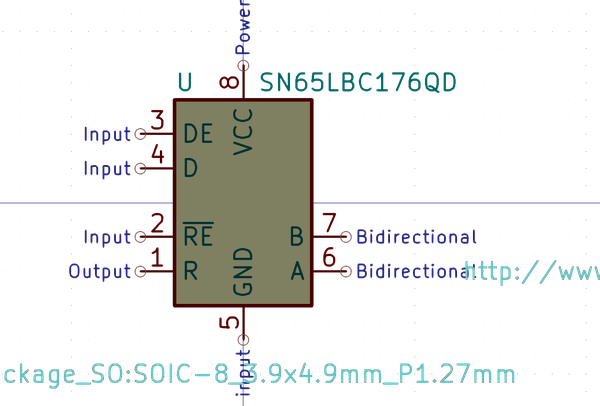 Power
U SN65LBC176QD
8
VCC
Input 3 DE
Input 4 D
Input 2 RE B 7 Bidirectional
Output 1 R A 6 Bidirectional
GND
http://www
5
input
ckage_SO:SOIC-8_3.9x4.9mm_P1.27mm